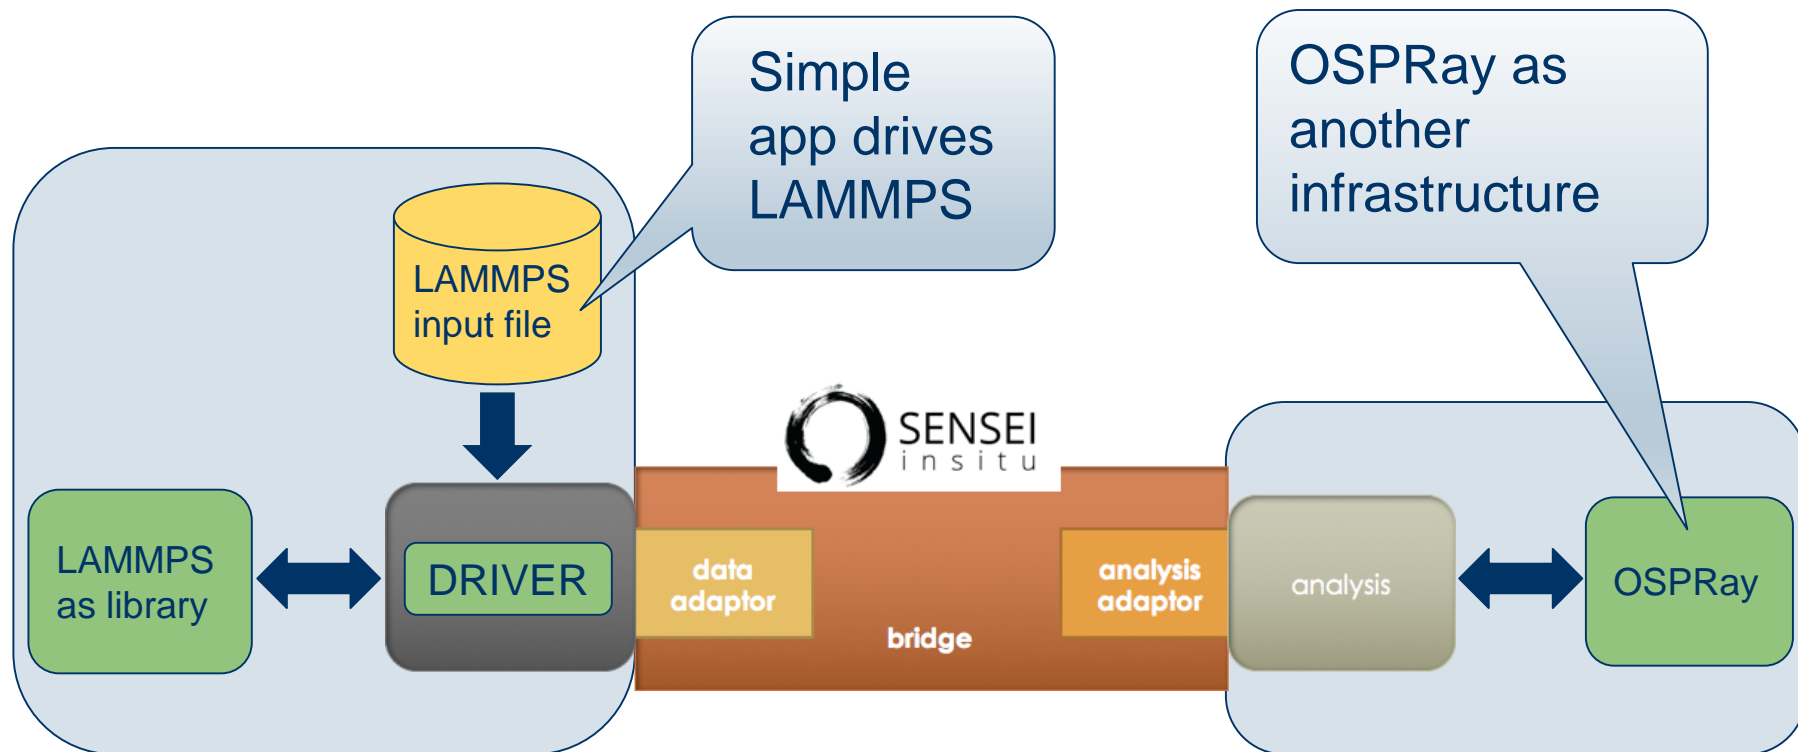 Simple
app drives
LAMMPS
OSPRay as
another
infrastructure
LAMMPS
input file
SENSEI
insitu
LAMMPS
as library
DRIVER
data
adaptor
bridge
analysis
adaptor
analysis
OSPRay